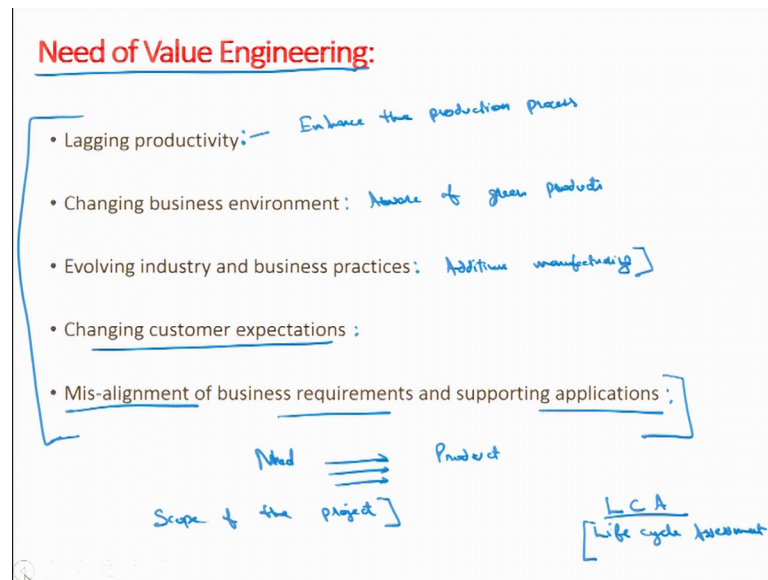 Need of Value Engineering:
• Lagging productivity:– Enhance the production process
• Changing business environment: Aware of green products
• Evolving industry and business practices: Additive manufacturing]
• Changing customer expectations :
• Mis-alignment of business requirements and supporting applications :
Need Product
Scope of the project]
LCA
[Life cycle Assessment